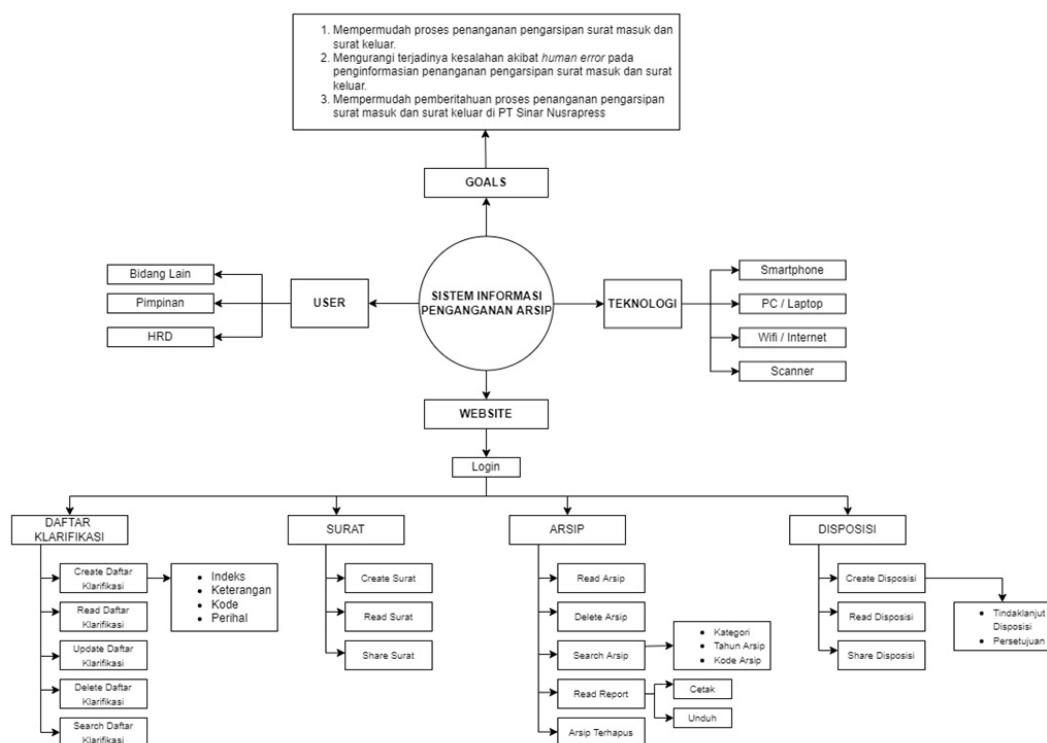 1. Mempermudah proses penanganan pengarsipan surat masuk dan
surat keluar.
2. Mengurangi terjadinya kesalahan akibat human error pada
penginformasian penanganan pengarsipan surat masuk dan surat
keluar.
3. Mempermudah pemberitahuan proses penanganan pengarsipan
surat masuk dan surat keluar di PT Sinar Nusrapress
GOALS
Bidang Lain
Pimpinan
HRD
USER
SISTEM INFORMASI
PENGANGANAN ARSIP
TEKNOLOGI
Smartphone
PC / Laptop
Wifi / Internet
Scanner
WEBSITE
Login
DAFTAR
KLARIFIKASI
Create Daftar
Klarifikasi
• Indeks
• Keterangan
• Kode
• Perihal
Read Daftar
Klarifikasi
Update Daftar
Klarifikasi
Delete Daftar
Klarifikasi
Search Daftar
Klarifikasi
SURAT
Create Surat
Read Surat
Share Surat
ARSIP
Read Arsip
Delete Arsip
Search Arsip
• Kategori
• Tahun Arsip
• Kode Arsip
Read Report
Cetak
Unduh
Arsip Terhapus
DISPOSISI
Create Disposisi
• Tindaklanjut
Disposisi
• Persetujuan
Read Disposisi
Share Disposisi